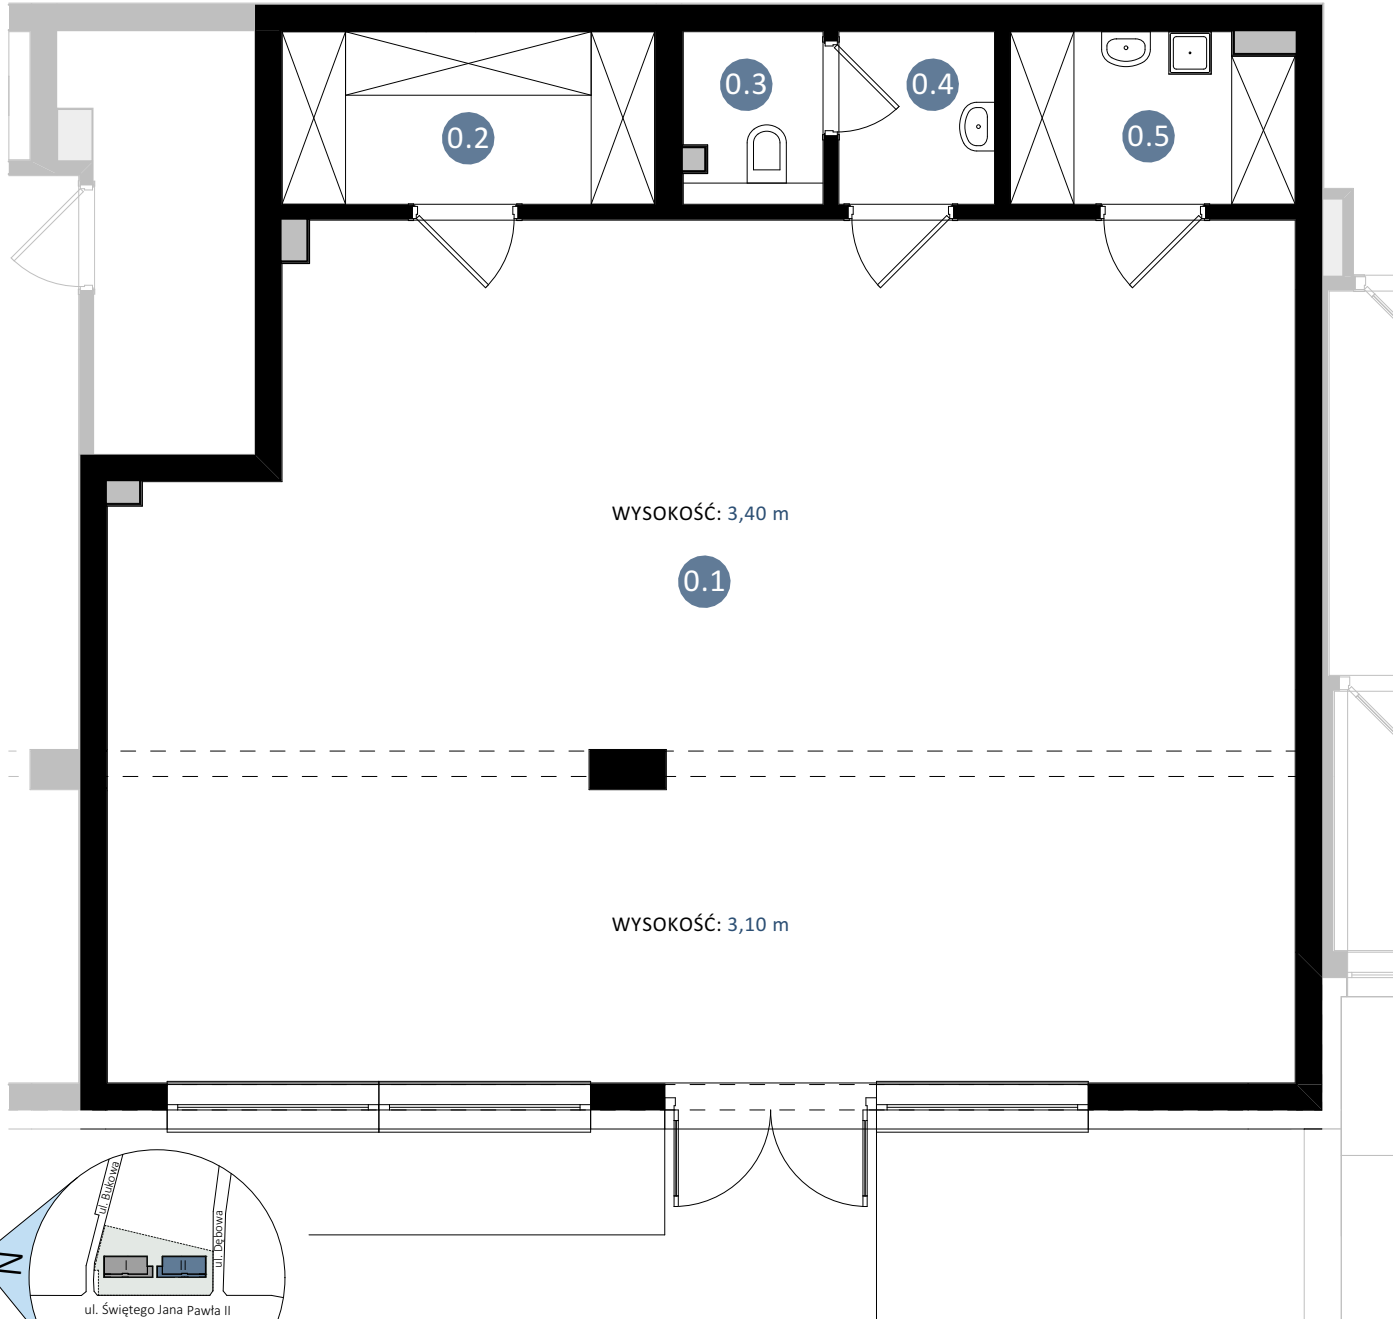 0.3
0.4
0.2
0.5
WYSOKOŚĆ: 3,40 m
0.1
WYSOKOŚĆ: 3,10 m
ul. Bukowa
ul. Dębowa
N
I
II
ul. Świętego Jana Pawła II